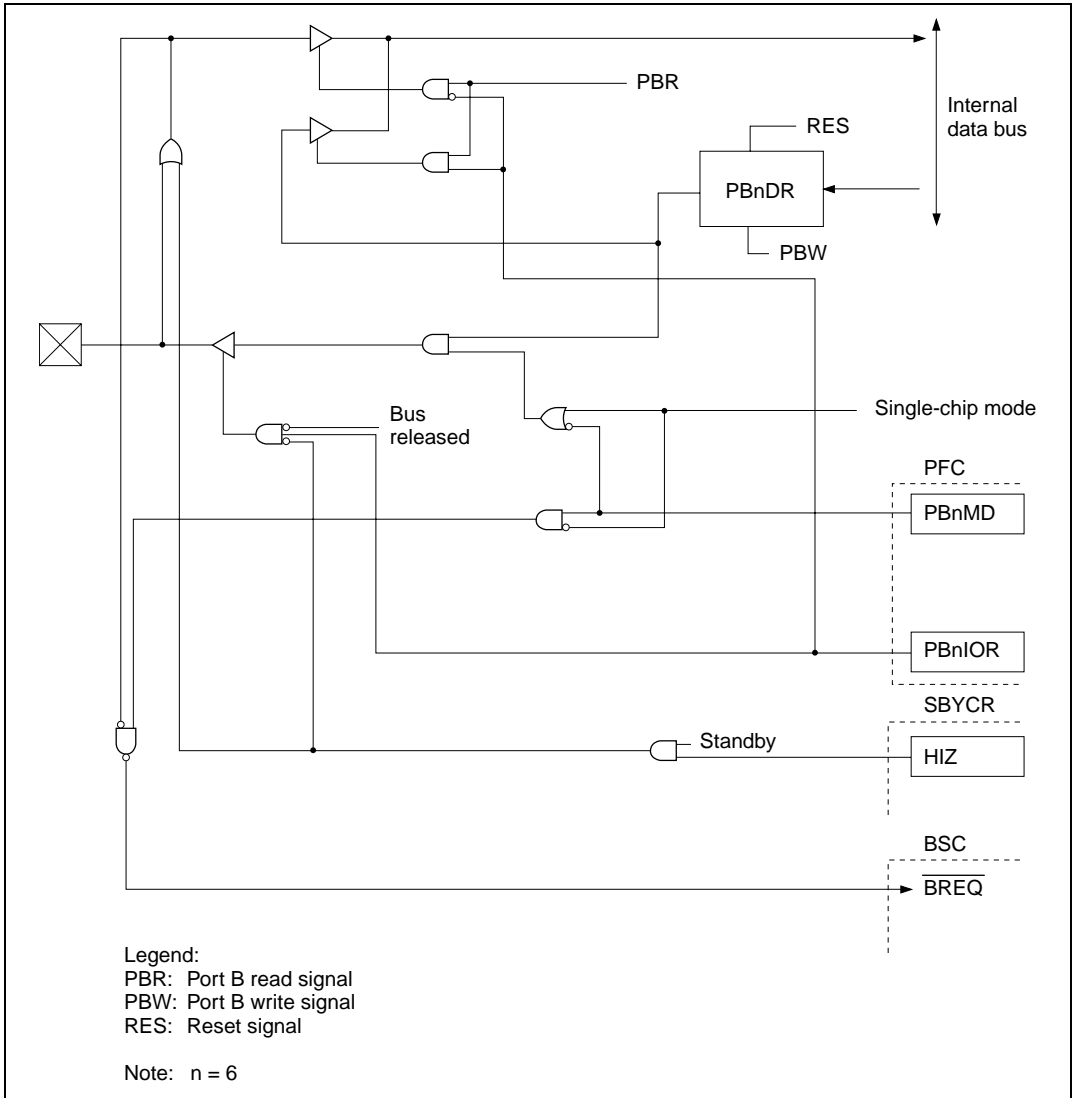 PBR
Internal
data bus
RES
PBnDR
PBW
Bus
released
Single-chip mode
PFC
PBnMD
PBnIOR
SBYCR
Standby
HIZ
BSC
B̅R̅E̅Q̅
Legend:
PBR: Port B read signal
PBW: Port B write signal
RES: Reset signal
Note: n = 6